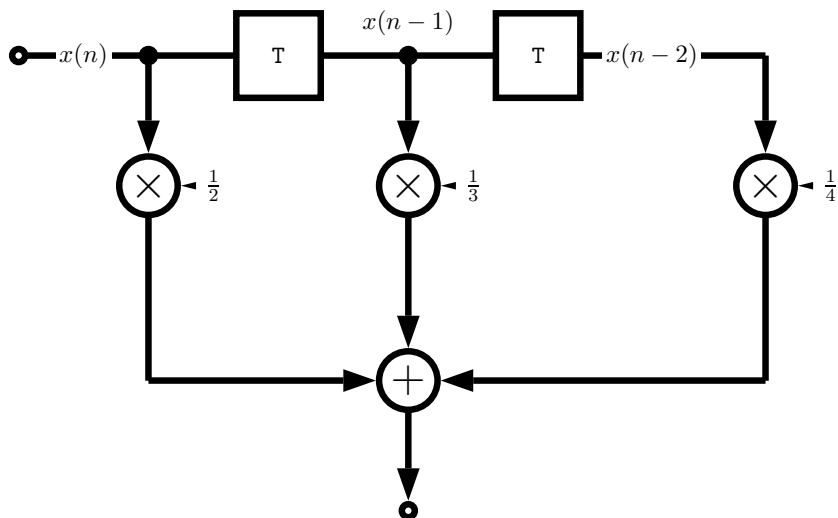 x(n − 1)
x(n) T T x(n − 2)
× 1/2 × 1/3 × 1/4
+